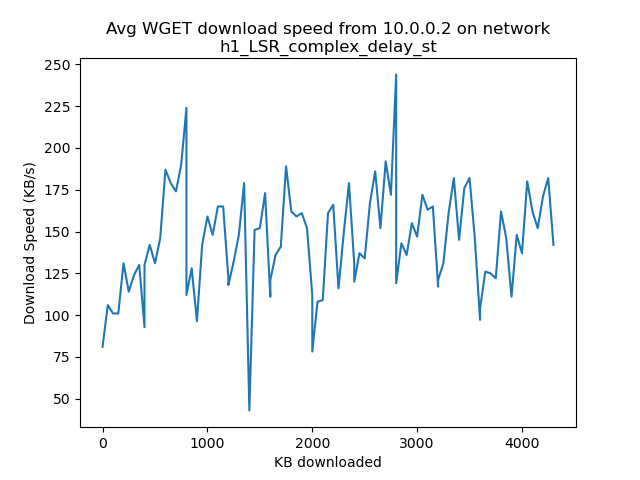 Avg WGET download speed from 10.0.0.2 on network
h1_LSR_complex_delay_st
250
225
200
175
150
125
100
75
50
Download Speed (KB/s)
0 1000 2000 3000 4000
KB downloaded